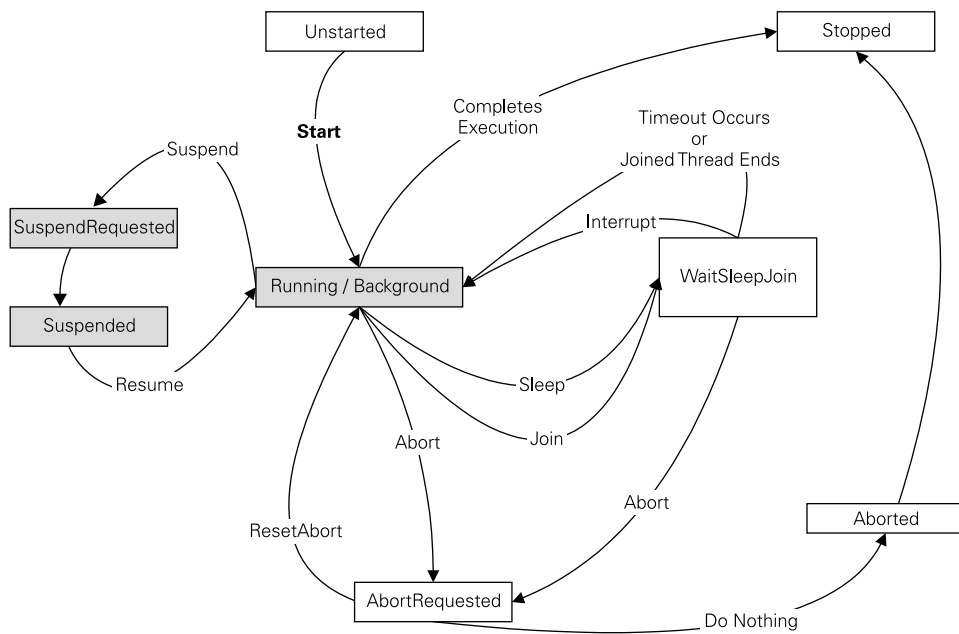 Unstarted
Stopped
Completes
Execution
Timeout Occurs
or
Joined Thread Ends
Start
Suspend
SuspendRequested
Interrupt
Running / Background
WaitSleepJoin
Suspended
Resume
Sleep
Join
Abort
Abort
ResetAbort
Aborted
AbortRequested
Do Nothing